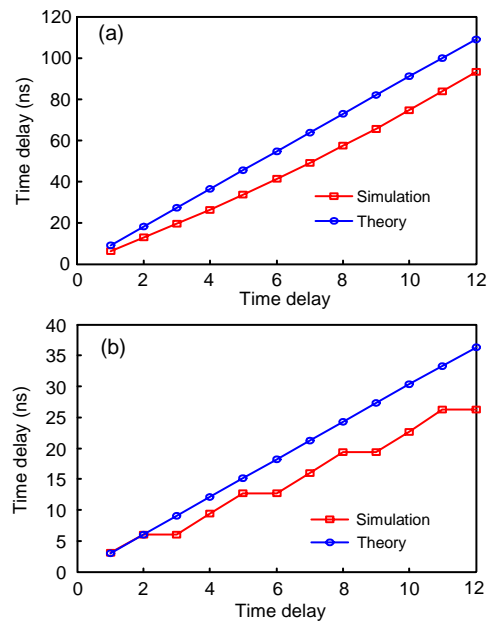 (a)
Time delay (ns)
120
100
80
60
40
20
0
Simulation
Theory
0 2 4 6 8 10 12
Time delay
(b)
Time delay (ns)
40
35
30
25
20
15
10
5
0
Simulation
Theory
0 2 4 6 8 10 12
Time delay